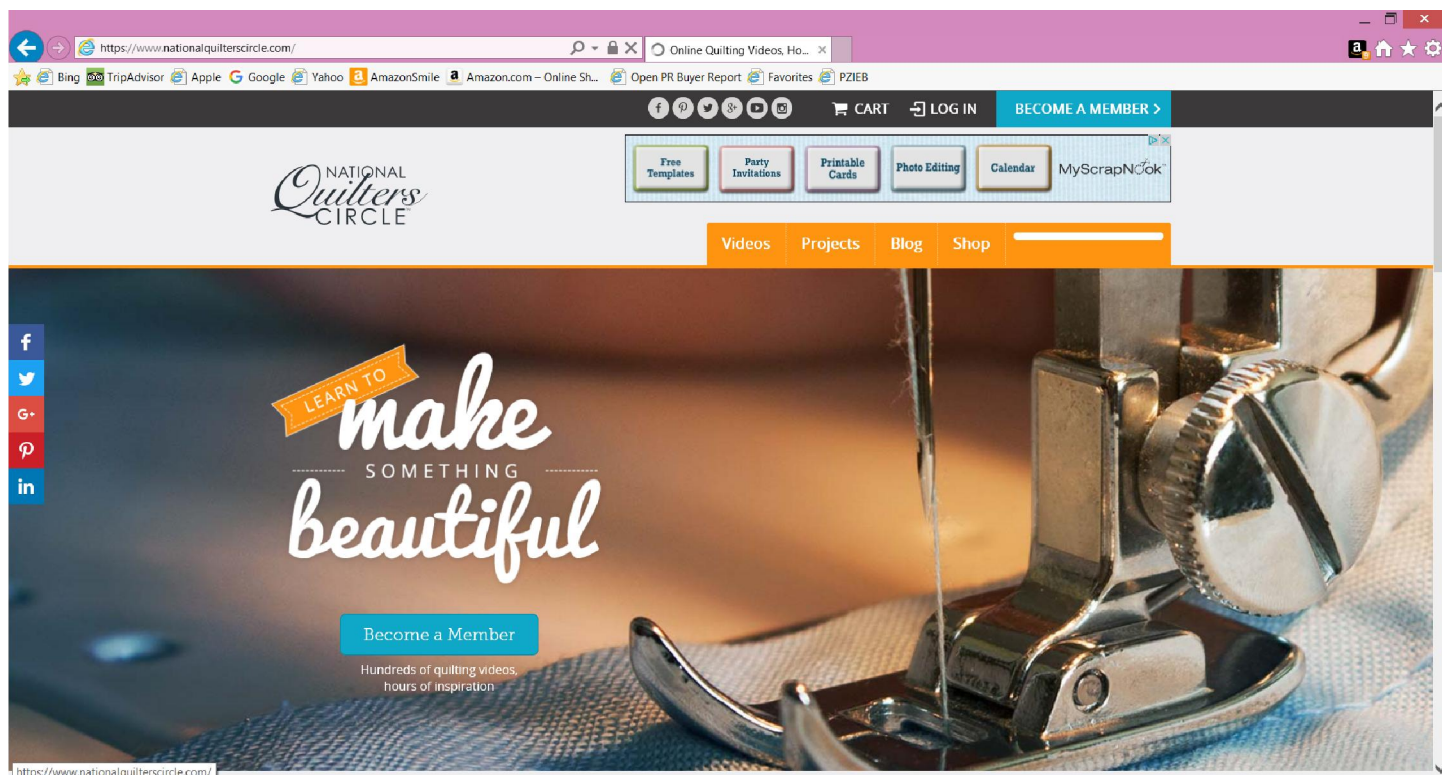 https://www.nationalquilterscircle.com/
Online Quilting Videos, Ho...
Bing TripAdvisor Apple Google Yahoo AmazonSmile Amazon.com – Online Sh... Open PR Buyer Report Favorites PZIEB
CART LOG IN BECOME A MEMBER >
NATIONAL
Quilters
CIRCLE
Free Templates
Party Invitations
Printable Cards
Photo Editing
Calendar
MyScrapNook
Videos Projects Blog Shop
LEARN TO
make
SOMETHING
beautiful
Become a Member
Hundreds of quilting videos,
hours of inspiration
https://www.nationalquilterscircle.com/